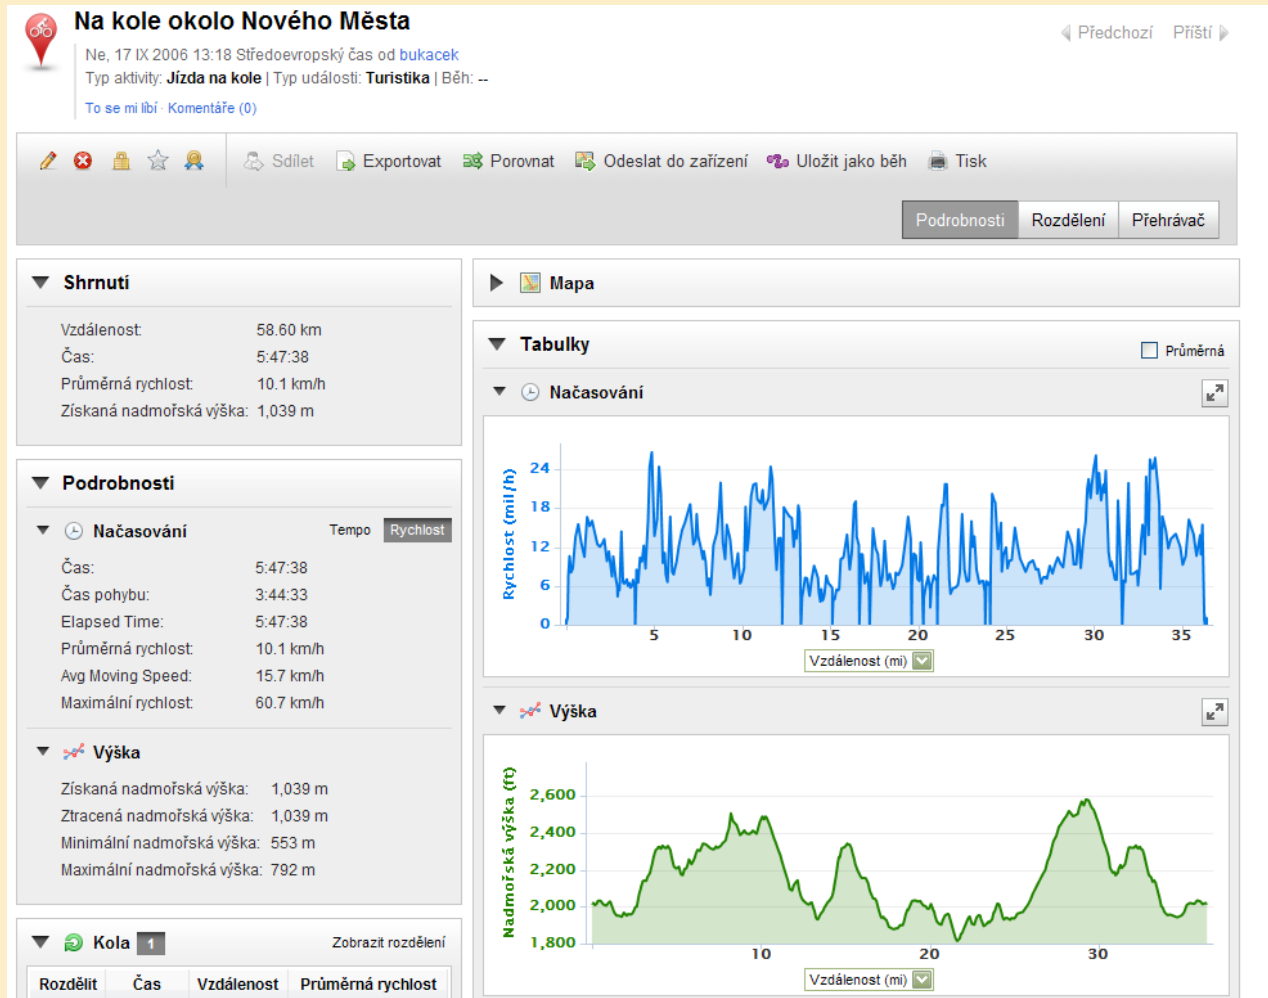 Na kole okolo Nového Města
Předchozí Příští
Ne, 17 IX 2006 13:18 Středoevropský čas od bukacek
Typ aktivity: Jízda na kole | Typ události: Turistika | Běh: --
To se mi líbí · Komentáře (0)
Sdílet Exportovat Porovnat Odeslat do zařízení Uložit jako běh Tisk
Podrobnosti Rozdělení Přehrávač
Shrnutí
Vzdálenost: 58.60 km
Čas: 5:47:38
Průměrná rychlost: 10.1 km/h
Získaná nadmořská výška: 1,039 m
Podrobnosti
Načasování Tempo Rychlost
Čas: 5:47:38
Čas pohybu: 3:44:33
Elapsed Time: 5:47:38
Průměrná rychlost: 10.1 km/h
Avg Moving Speed: 15.7 km/h
Maximální rychlost: 60.7 km/h
Výška
Získaná nadmořská výška: 1,039 m
Ztracená nadmořská výška: 1,039 m
Minimální nadmořská výška: 553 m
Maximální nadmořská výška: 792 m
Kola 1 Zobrazit rozdělení
Rozdělit Čas Vzdálenost Průměrná rychlost
Mapa
Tabulky
Průměrná
Načasování
Rychlost (mil/h)
24
18
12
6
0
5 10 15 20 25 30 35
Vzdálenost (mi)
Výška
Nadmořská výška (ft)
2,600
2,400
2,200
2,000
1,800
10 20 30
Vzdálenost (mi)